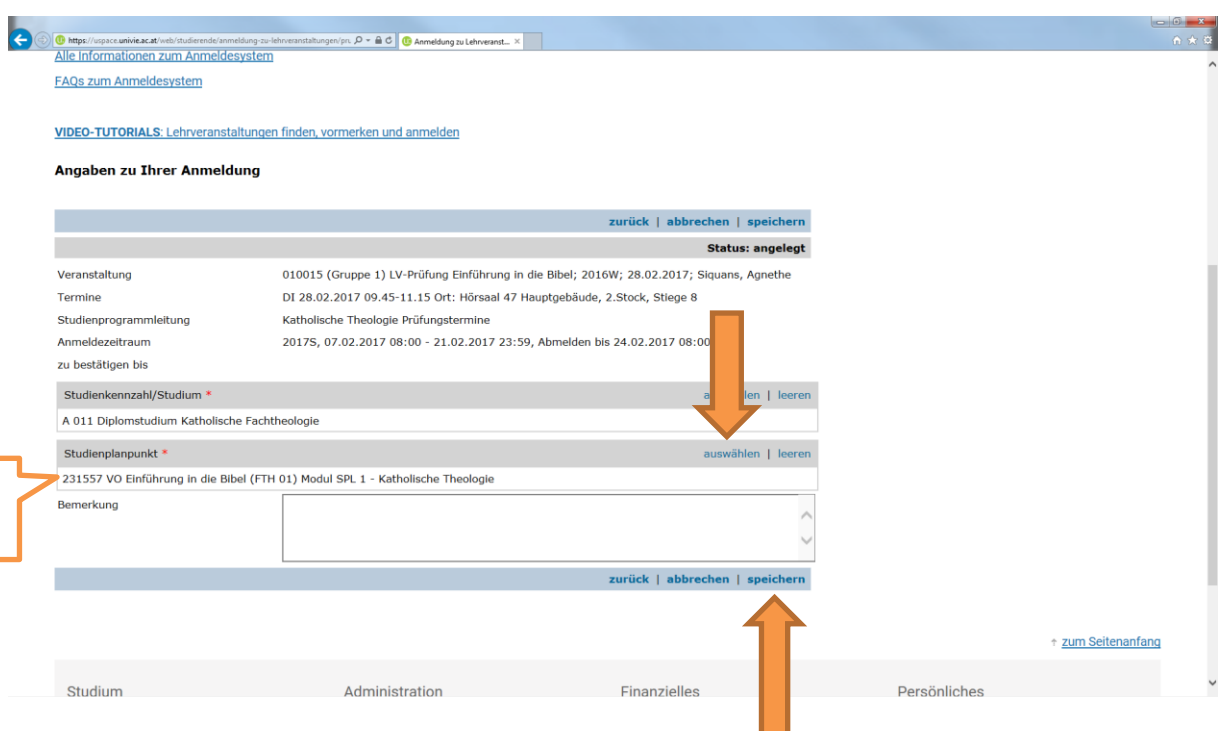 https://uspace.univie.ac.at/web/studierende/anmeldung-zu-lehrveranstaltungen/pri. Anmeldung zu Lehrveranst...
Alle Informationen zum Anmeldesystem
FAQs zum Anmeldesystem
VIDEO-TUTORIALS: Lehrveranstaltungen finden, vormerken und anmelden
Angaben zu Ihrer Anmeldung
zurück | abbrechen | speichern
Status: angelegt
Veranstaltung 010015 (Gruppe 1) LV-Prüfung Einführung in die Bibel; 2016W; 28.02.2017; Siquans, Agnethe
Termine DI 28.02.2017 09.45-11.15 Ort: Hörsaal 47 Hauptgebäude, 2.Stock, Stiege 8
Studienprogrammleitung Katholische Theologie Prüfungstermine
Anmeldezeitraum 2017S, 07.02.2017 08:00 - 21.02.2017 23:59, Abmelden bis 24.02.2017 08:00
zu bestätigen bis
Studienkennzahl/Studium * | leeren
A 011 Diplomstudium Katholische Fachtheologie
Studienplanpunkt * auswählen | leeren
231557 VO Einführung in die Bibel (FTH 01) Modul SPL 1 - Katholische Theologie
Bemerkung
zurück | abbrechen | speichern
↑ zum Seitenanfang
Studium Administration Finanzielles Persönliches